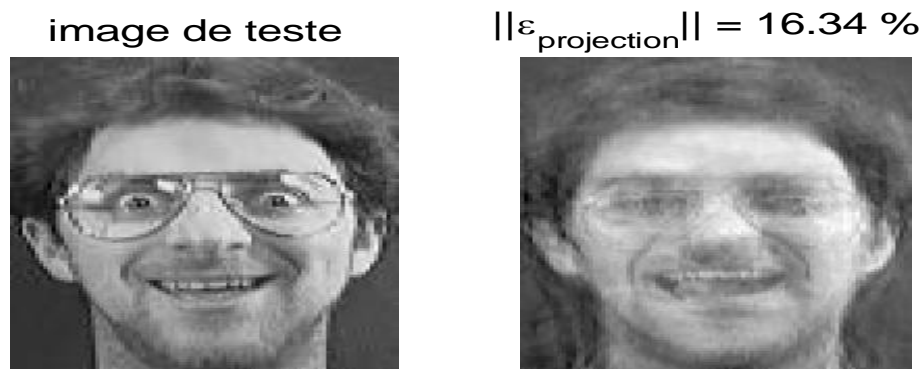 image de teste
||ε_projection|| = 16.34 %